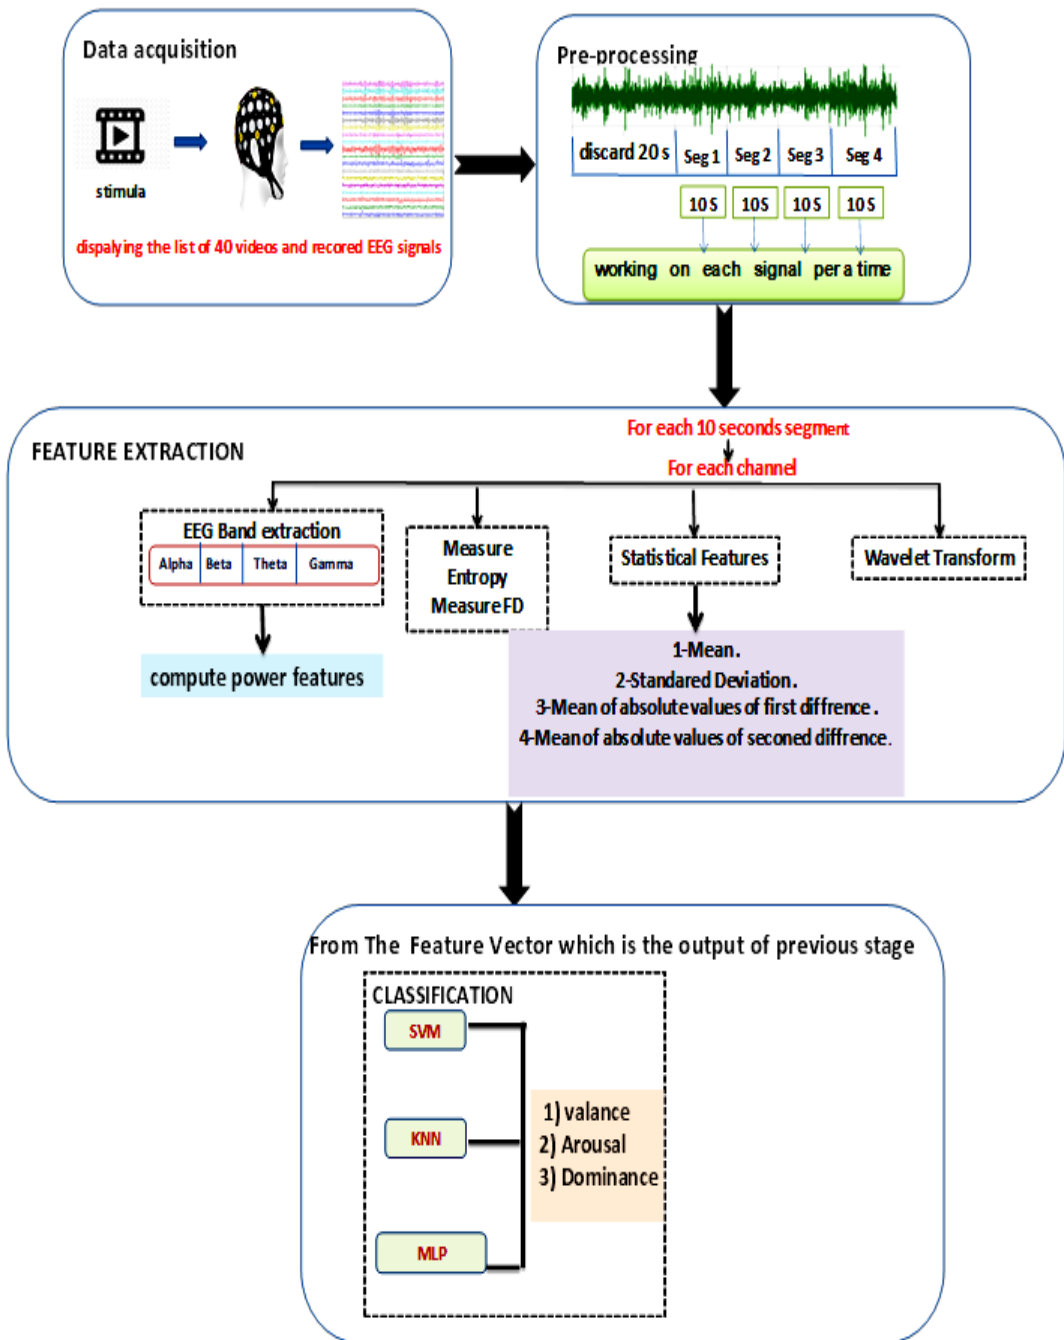 Data acquisition
stimula
dispalying the list of 40 videos and recored EEG signals
Pre-processing
discard 20 s
Seg 1
Seg 2
Seg 3
Seg 4
10 S
10 S
10 S
10 S
working on each signal per a time
FEATURE EXTRACTION
For each 10 seconds segment
For each channel
EEG Band extraction
Alpha
Beta
Theta
Gamma
compute power features
Measure
Entropy
Measure FD
Statistical Features
1-Mean.
2-Standared Deviation.
3-Mean of absolute values of first diffrence.
4-Mean of absolute values of seconed diffrence.
Wavelet Transform
From The Feature Vector which is the output of previous stage
CLASSIFICATION
SVM
KNN
MLP
1) valance
2) Arousal
3) Dominance